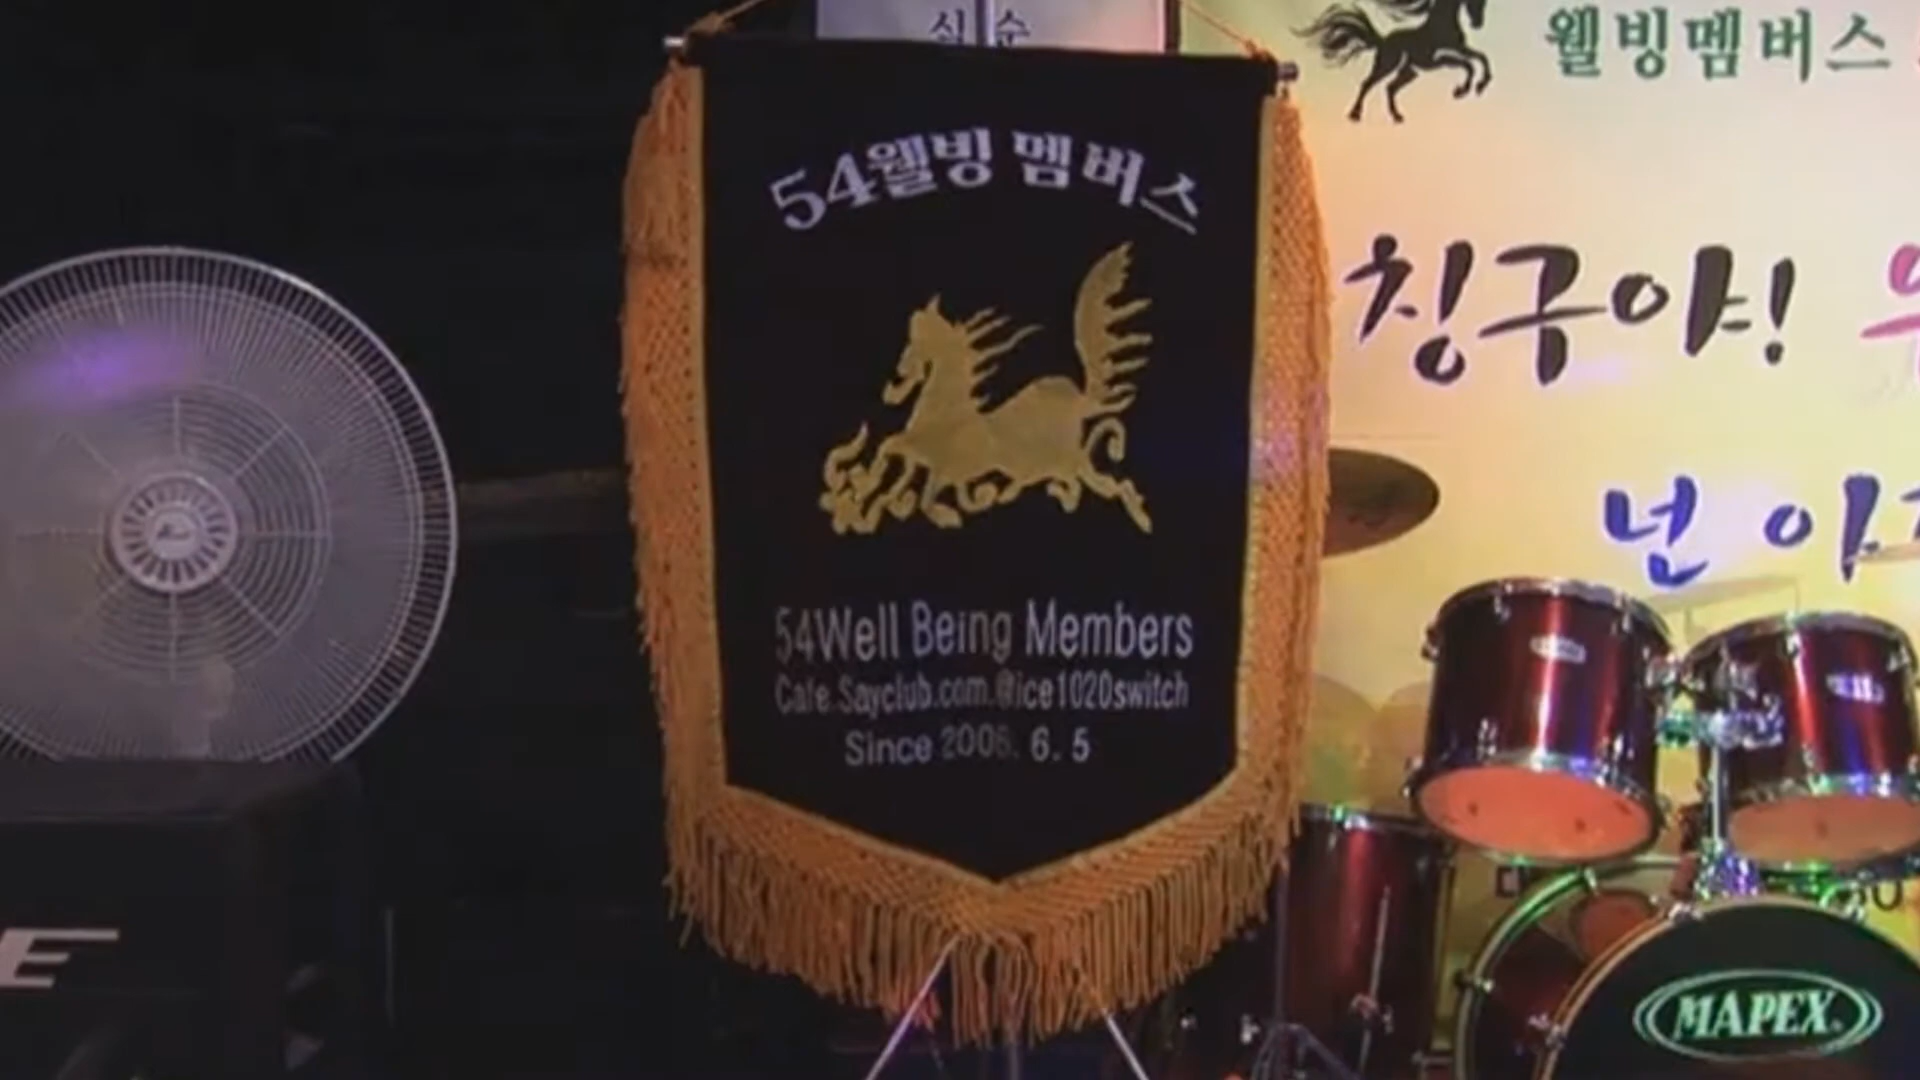 웰빙멤버스
54웰빙 멤버스
칭구야!
넌
54Well Being Members
Cafe.Sayclub.com.@ice1020switch
Since 2006. 6. 5
MAPEX